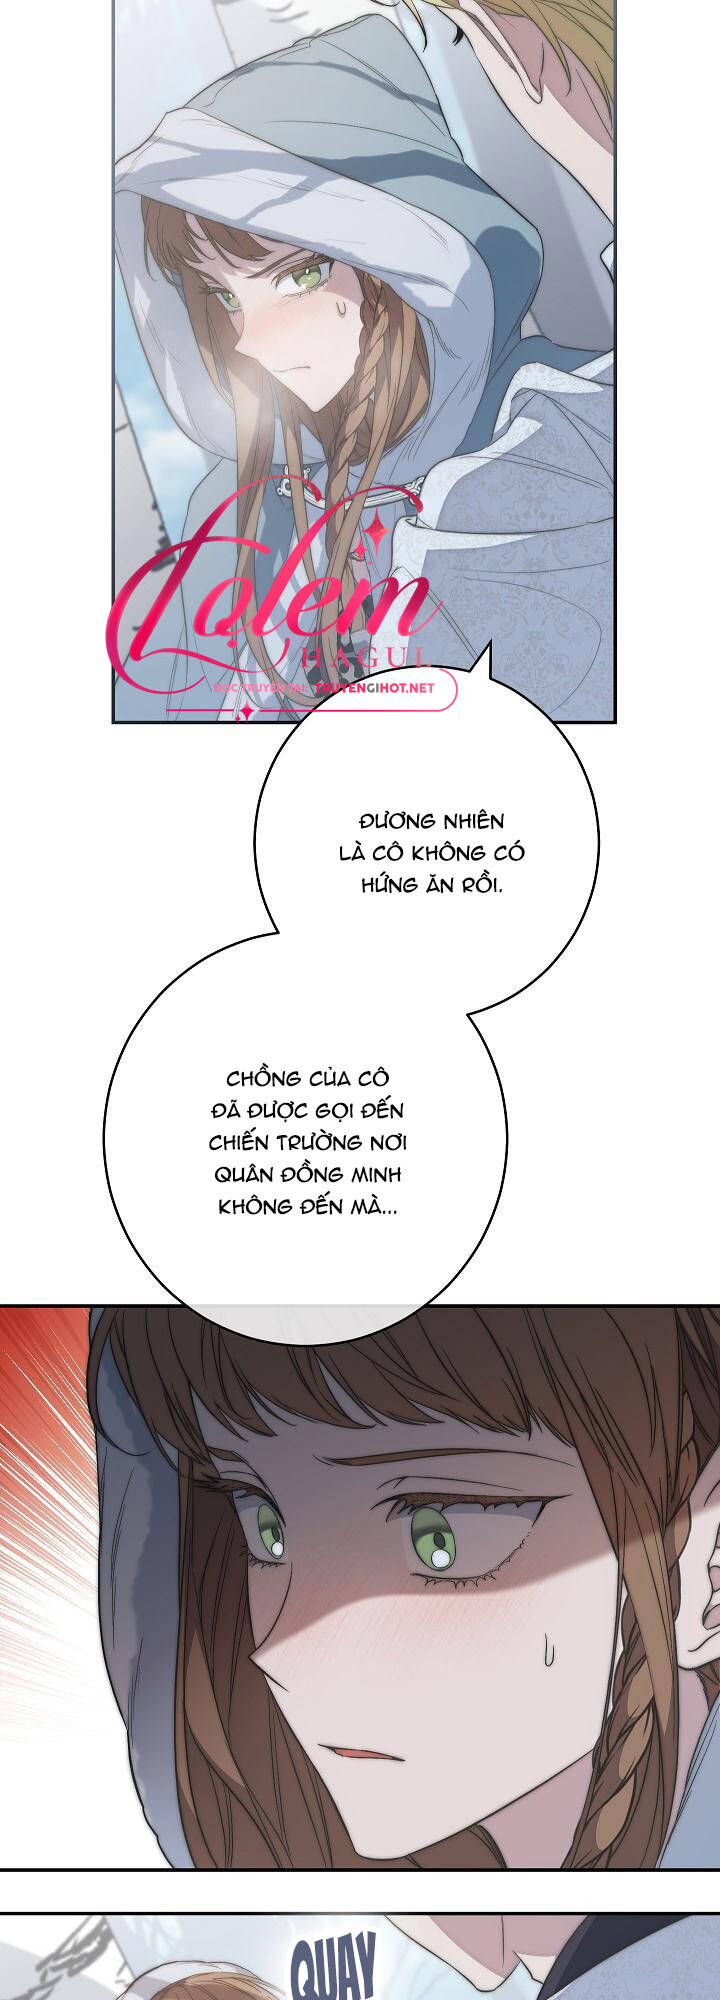 Lọlem
HAGUL
ĐỌC TRUYỆN TẠI: TRUYENGIHOT.NET
ĐƯƠNG NHIÊN
LÀ CÔ KHÔNG CÓ
HỨNG ĂN RỒI.
CHỒNG CỦA CÔ
ĐÃ ĐƯỢC GỌI ĐẾN
CHIẾN TRƯỜNG NƠI
QUÂN ĐỒNG MINH
KHÔNG ĐẾN MÀ...
QUAY